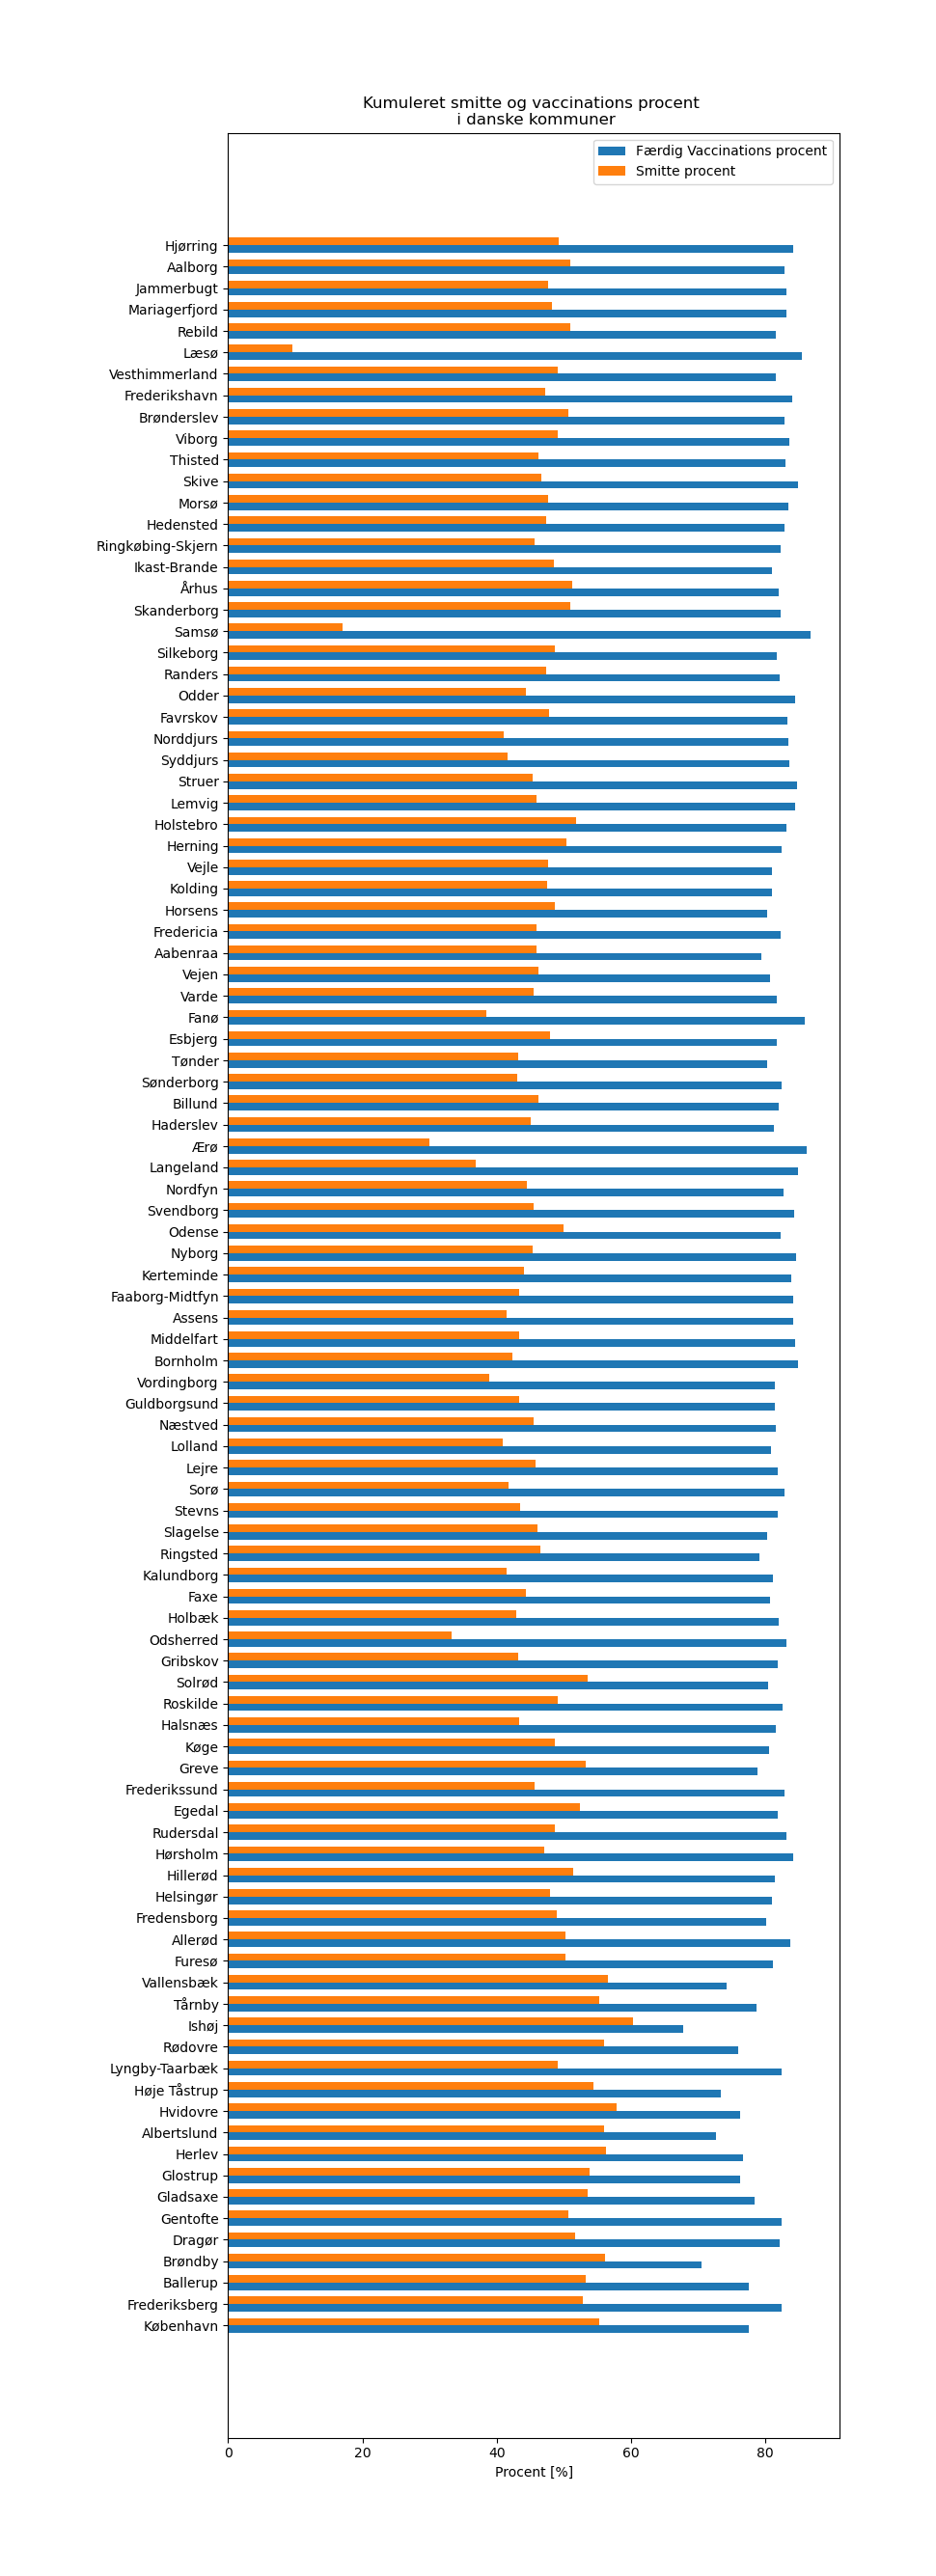 Kumuleret smitte og vaccinations procent
i danske kommuner
Færdig Vaccinations procent
Smitte procent
Hjørring
Aalborg
Jammerbugt
Mariagerfjord
Rebild
Læsø
Vesthimmerland
Frederikshavn
Brønderslev
Viborg
Thisted
Skive
Morsø
Hedensted
Ringkøbing-Skjern
Ikast-Brande
Århus
Skanderborg
Samsø
Silkeborg
Randers
Odder
Favrskov
Norddjurs
Syddjurs
Struer
Lemvig
Holstebro
Herning
Vejle
Kolding
Horsens
Fredericia
Aabenraa
Vejen
Varde
Fanø
Esbjerg
Tønder
Sønderborg
Billund
Haderslev
Ærø
Langeland
Nordfyn
Svendborg
Odense
Nyborg
Kerteminde
Faaborg-Midtfyn
Assens
Middelfart
Bornholm
Vordingborg
Guldborgsund
Næstved
Lolland
Lejre
Sorø
Stevns
Slagelse
Ringsted
Kalundborg
Faxe
Holbæk
Odsherred
Gribskov
Solrød
Roskilde
Halsnæs
Køge
Greve
Frederikssund
Egedal
Rudersdal
Hørsholm
Hillerød
Helsingør
Fredensborg
Allerød
Furesø
Vallensbæk
Tårnby
Ishøj
Rødovre
Lyngby-Taarbæk
Høje Tåstrup
Hvidovre
Albertslund
Herlev
Glostrup
Gladsaxe
Gentofte
Dragør
Brøndby
Ballerup
Frederiksberg
København
0 20 40 60 80
Procent [%]